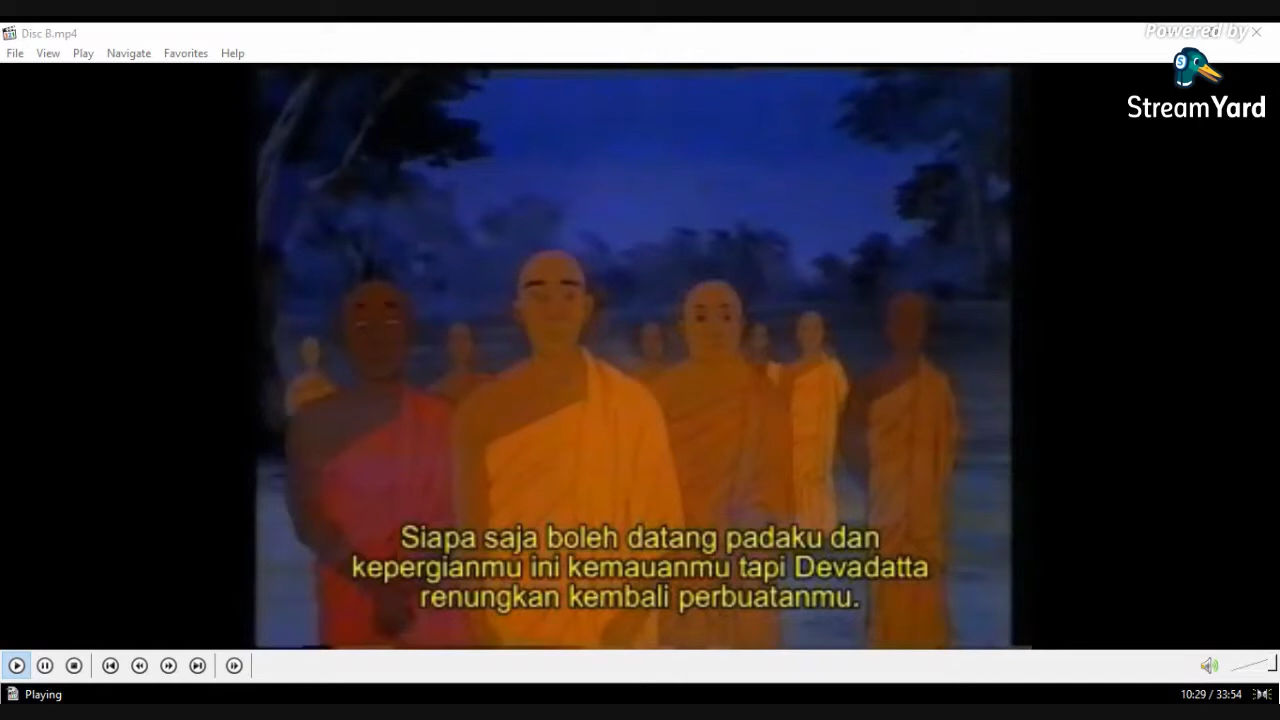 Disc B.mp4
Powered by
File View Play Navigate Favorites Help
StreamYard
Siapa saja boleh datang padaku dan
kepergianmu ini kemauanmu tapi Devadatta
renungkan kembali perbuatanmu.
Playing
10:29 / 33:54